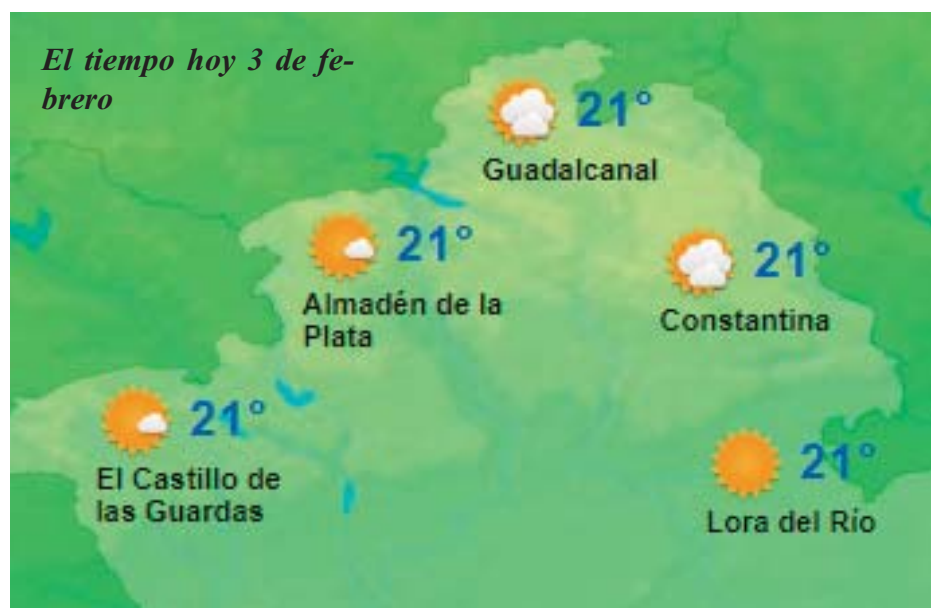 El tiempo hoy 3 de fe-
brero
21°
Guadalcanal
21°
Almadén de la
Plata
21°
Constantina
21°
El Castillo de
las Guardas
21°
Lora del Río